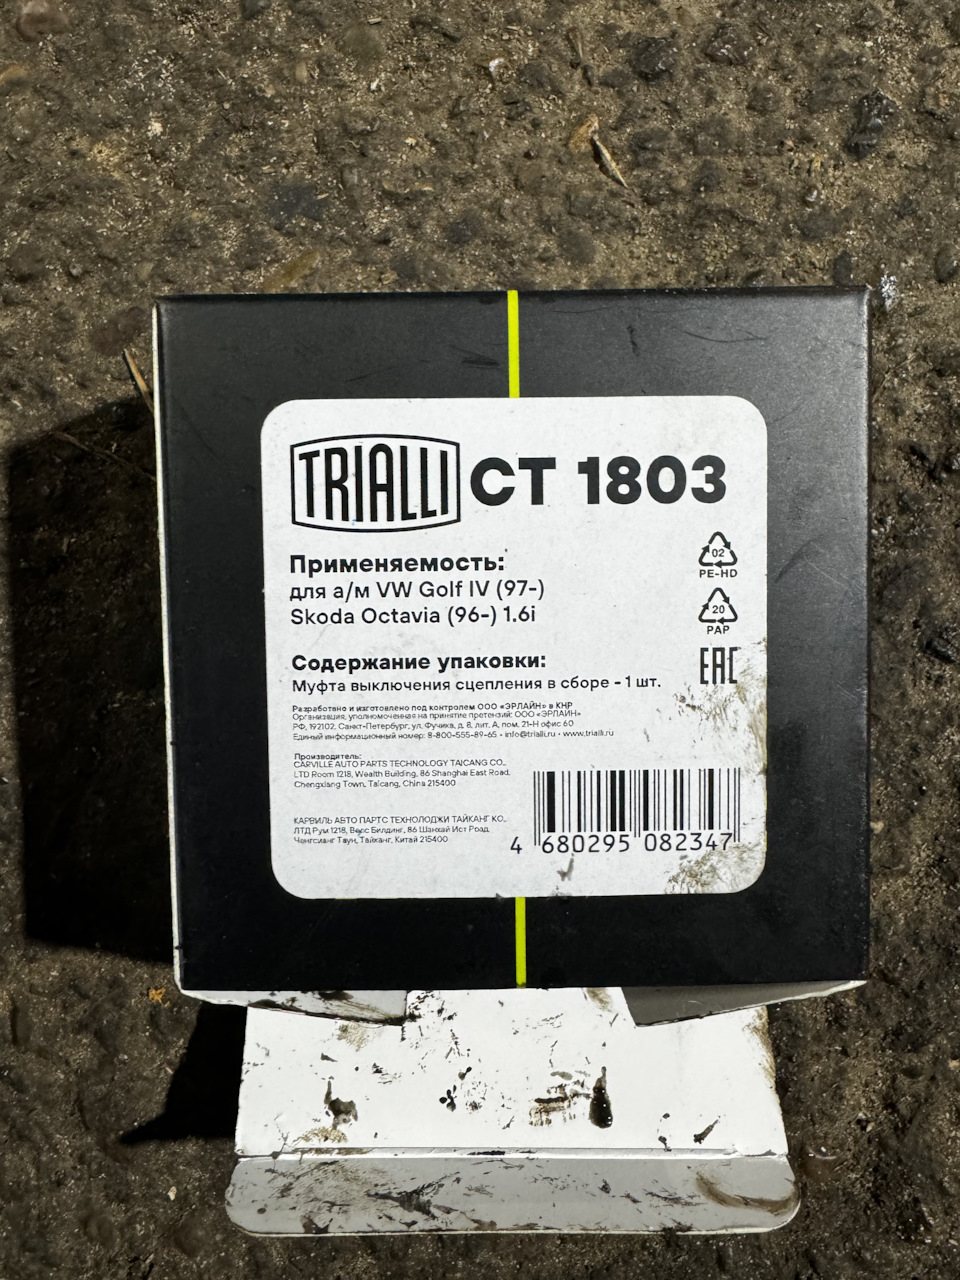 TRIALLI CT 1803
Применяемость:
для а/м VW Golf IV (97-)
Skoda Octavia (96-) 1.6i
02
PE-HD
20
PAP
EAC
Содержание упаковки:
Муфта выключения сцепления в сборе - 1 шт.
Разработано и изготовлено под контролем ООО «ЭРЛАЙН» в КНР
Организация, уполномоченная на принятие претензий: ООО «ЭРЛАЙН»
РФ, 192102, Санкт-Петербург, ул. Фучика, д. 8, лит. А, пом. 21-Н офис 60
Единый информационный номер: 8-800-555-89-65 • info@trialli.ru • www.trialli.ru
Производитель:
CARVILLE AUTO PARTS TECHNOLOGY TAICANG CO.,
LTD Room 1218, Wealth Building, 86 Shanghai East Road,
Chengxiang Town, Taicang, China 215400
КАРВИЛЬ АВТО ПАРТС ТЕХНОЛОДЖИ ТАЙКАНГ КО.,
ЛТД Рум 1218, Велс Билдинг, 86 Шанхай Ист Роад,
Ченгсианг Таун, Тайканг, Китай 215400
4 680295 082347